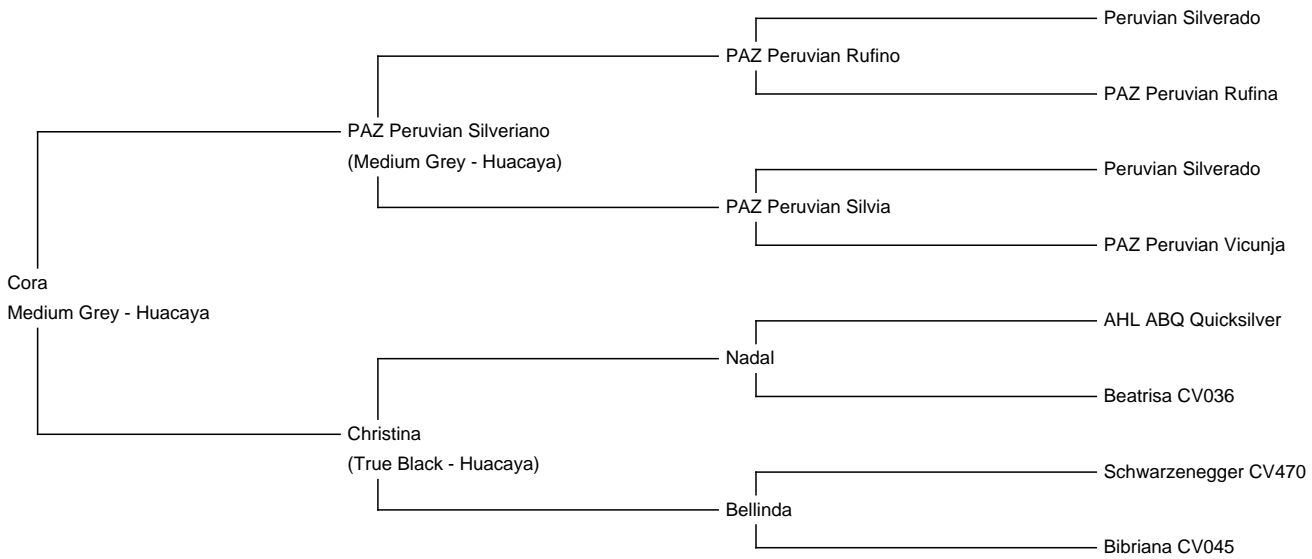 Peruvian Silverado
PAZ Peruvian Rufino
PAZ Peruvian Rufina
PAZ Peruvian Silveriano
(Medium Grey - Huacaya)
Peruvian Silverado
PAZ Peruvian Silvia
PAZ Peruvian Vicunja
Cora
Medium Grey - Huacaya
AHL ABQ Quicksilver
Nadal
Beatrisa CV036
Christina
(True Black - Huacaya)
Schwarzenegger CV470
Bellinda
Bibriana CV045